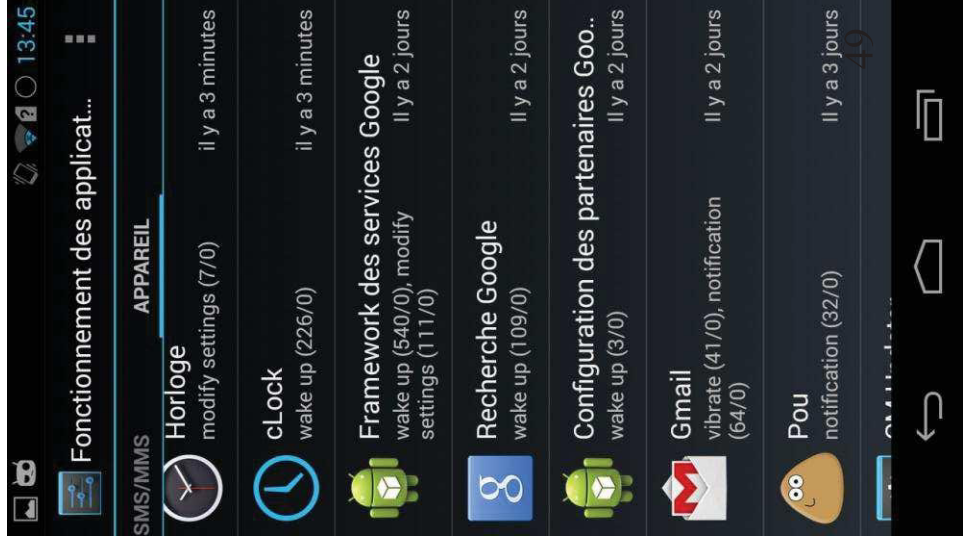 13:45
Fonctionnement des applicat...
SMS/MMS APPAREIL
Horloge
modify settings (7/0) il y a 3 minutes
cLock
wake up (226/0) il y a 3 minutes
Framework des services Google
wake up (540/0), modify Il y a 2 jours
settings (111/0)
Recherche Google
wake up (109/0) Il y a 2 jours
Configuration des partenaires Goo..
wake up (3/0) Il y a 2 jours
Gmail
vibrate (41/0), notification Il y a 2 jours
(64/0)
Pou
notification (32/0) Il y a 3 jours
49